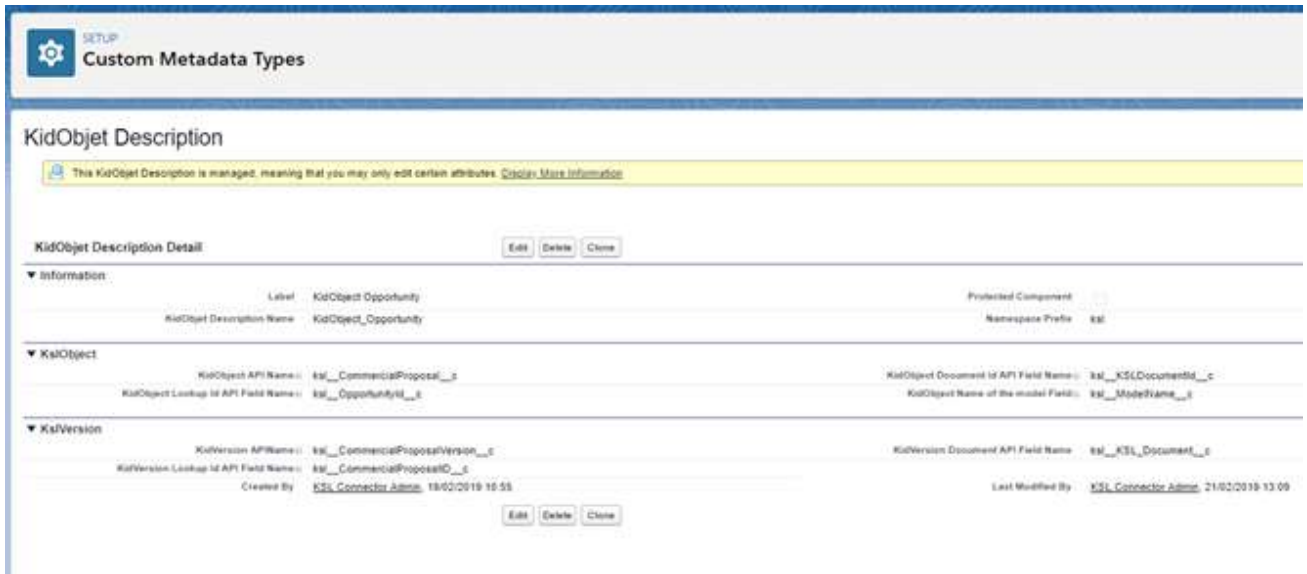 SETUP
Custom Metadata Types
KidObjet Description
This KidObjet Description is managed, meaning that you may only edit certain attributes. Display More Information
KidObjet Description Detail
Edit Delete Clone
Information
Label KidObject Opportunity Protected Component
KidObjet Description Name KidObject_Opportunity Namespace Prefix ksl
KslObject
KidObject API Name ksl__CommercialProposal__c KidObject Document Id API Field Name ksl__KSLDocumentId__c
KidObject Lookup Id API Field Name ksl__OpportunityId__c KidObject Name of the model Field ksl__ModelName__c
KslVersion
KidVersion APIName ksl__CommercialProposalVersion__c KidVersion Document API Field Name ksl__KSL_Document__c
KidVersion Lookup Id API Field Name ksl__CommercialProposalID__c
Created By KSL Connector Admin, 19/02/2019 10:55 Last Modified By KSL Connector Admin, 21/02/2019 13:09
Edit Delete Clone